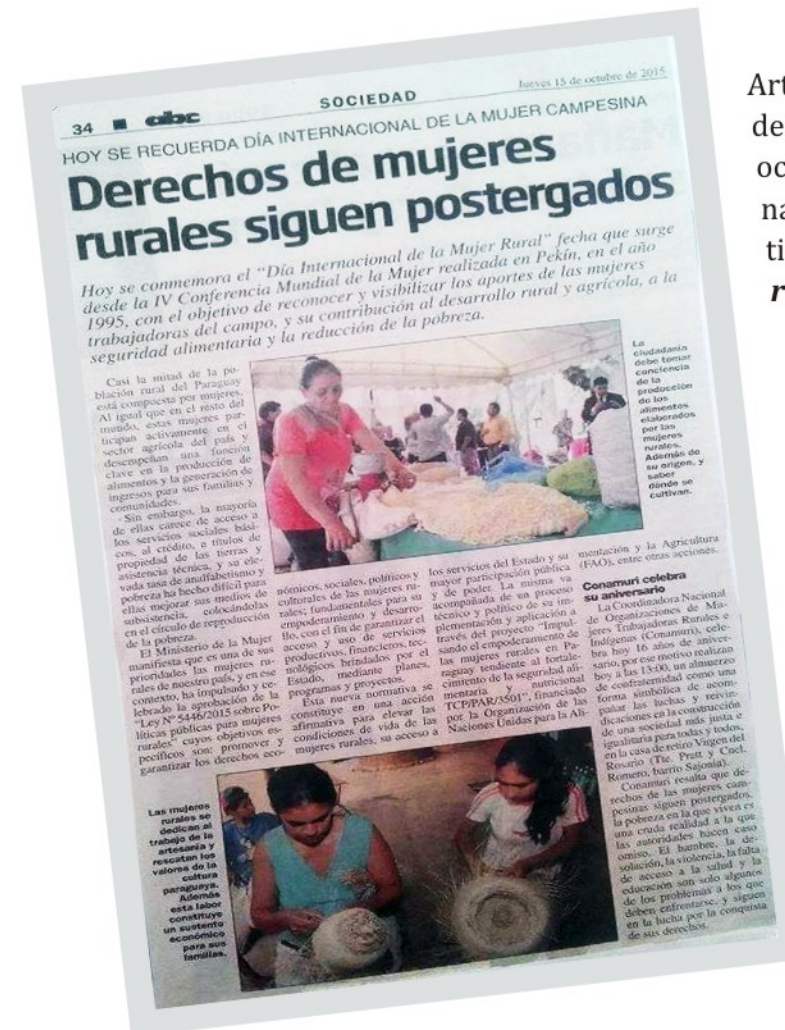 34 abc
SOCIEDAD
Jueves 15 de octubre de 2015
HOY SE RECUERDA DÍA INTERNACIONAL DE LA MUJER CAMPESINA
Derechos de mujeres
rurales siguen postergados
Hoy se conmemora el “Día Internacional de la Mujer Rural” fecha que surge
desde la IV Conferencia Mundial de la Mujer realizada en Pekín, en el año
1995, con el objetivo de reconocer y visibilizar los aportes de las mujeres
trabajadoras del campo, y su contribución al desarrollo rural y agrícola, a la
seguridad alimentaria y la reducción de la pobreza.
Casi la mitad de la po-
blación rural del Paraguay
está compuesta por mujeres.
Al igual que en el resto del
mundo, estas mujeres par-
ticipan activamente en el
sector agrícola del país y
desempeñan una función
clave en la producción de
alimentos y la generación de
ingresos para sus familias y
comunidades.
Sin embargo, la mayoría
de ellas carece de acceso a
los servicios sociales bási-
cos, al crédito, a títulos de
propiedad de las tierras y
asistencia técnica, y su ele-
vada tasa de analfabetismo y
pobreza ha hecho difícil para
ellas mejorar sus medios de
subsistencia, colocándolas
en el círculo de reproducción
de la pobreza.
El Ministerio de la Mujer
manifiesta que es una de sus
prioridades las mujeres ru-
rales de nuestro país, y en ese
contexto, ha impulsado y ce-
lebrado la aprobación de la
“Ley Nº 5446/2015 sobre Po-
líticas públicas para mujeres
rurales” cuyos objetivos es-
pecíficos son: promover y
garantizar los derechos eco-
nómicos, sociales, políticos y
culturales de las mujeres ru-
rales; fundamentales para su
empoderamiento y desarro-
llo, con el fin de garantizar el
acceso y uso de servicios
productivos, financieros, tec-
nológicos brindados por el
Estado, mediante planes,
programas y proyectos.
Esta nueva normativa se
constituye en una acción
afirmativa para elevar las
condiciones de vida de las
mujeres rurales, su acceso a
los servicios del Estado y su
mayor participación pública
y de poder. La misma va
acompañada de un proceso
técnico y político de su im-
plementación y aplicación a
través del proyecto “Impul-
sando el empoderamiento de
las mujeres rurales en Pa-
raguay tendiente al fortale-
cimiento de la seguridad ali-
mentaria y nutricional
TCP/PAR/3501”, financiado
por la Organización de las
Naciones Unidas para la Ali-
mentación y la Agricultura
(FAO), entre otras acciones.
Conamuri celebra
su aniversario
La Coordinadora Nacional
de Organizaciones de Mu-
jeres Trabajadoras Rurales e
Indígenas (Conamuri), cele-
bra hoy 16 años de aniver-
sario, por ese motivo realizan
hoy a las 13:00, un almuerzo
de confraternidad como una
forma simbólica de acom-
pañar las luchas y reivin-
dicaciones en la construcción
de una sociedad más justa e
igualitaria para todas y todos,
en la casa de retiro Virgen del
Rosario (Tte. Pratt y Cnel.
Romero, barrio Sajonia).
Conamuri resalta que de-
rechos de las mujeres cam-
pesinas siguen postergados,
la pobreza en la que viven es
una cruda realidad a la que
las autoridades hacen caso
omiso. El hambre, la de-
solación, la violencia, la falta
de acceso a la salud y la
educación son solo algunos
de los problemas a los que
deben enfrentarse, y siguen
en la lucha por la conquista
de sus derechos.
La
ciudadanía
debe tomar
conciencia
de la
producción
de los
alimentos
elaborados
por las
mujeres
rurales.
Además de
su origen, y
saber
dónde se
cultivan.
Las mujeres
rurales se
dedican al
trabajo de la
artesanía y
rescatan los
valores de la
cultura
paraguaya.
Además
esta labor
constituye
un sustento
económico
para sus
familias.
Art
de
oc
na
ti
r